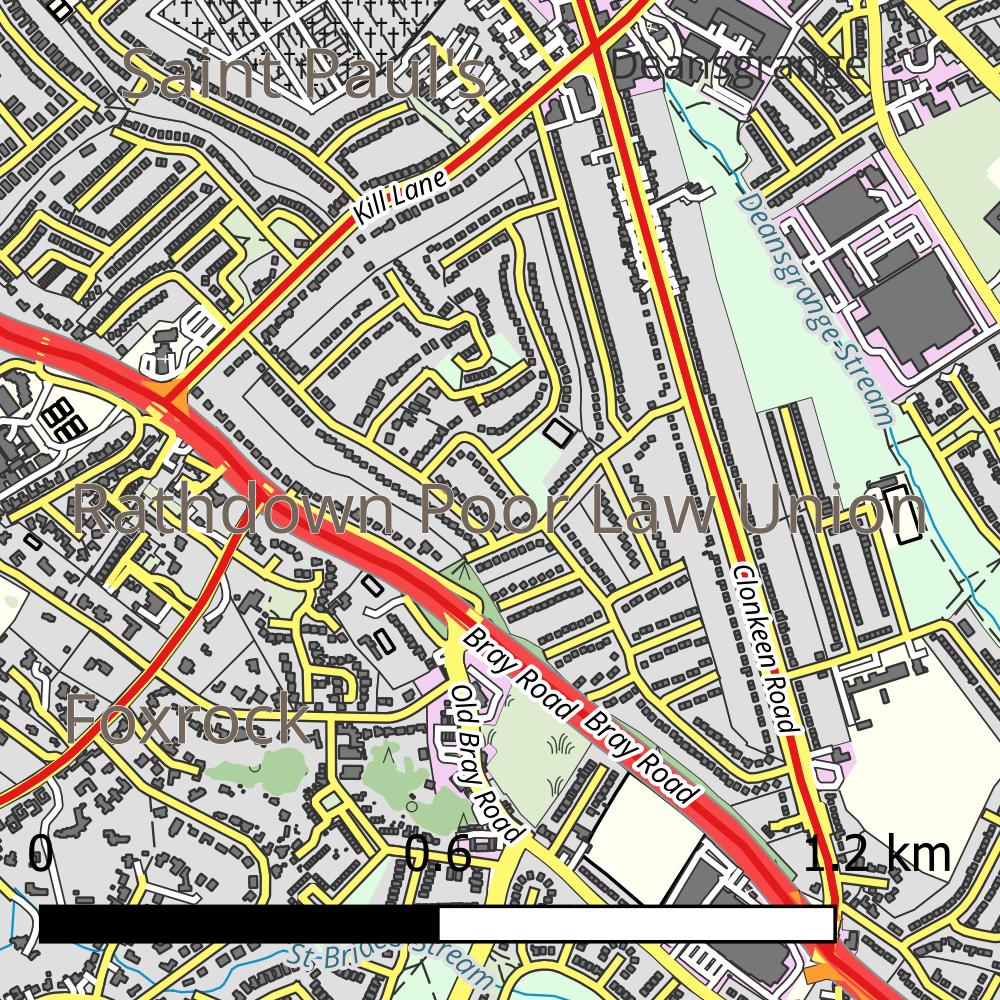 Saint Paul's
Deansgrange
Kill Lane
Deansgrange-Stream
Rathdown Poor Law Union
Clonkeen Road
Bray Road
Bray Road
Old Bray Road
Foxrock
0 0.6 1.2 km
St-Brides-Stream